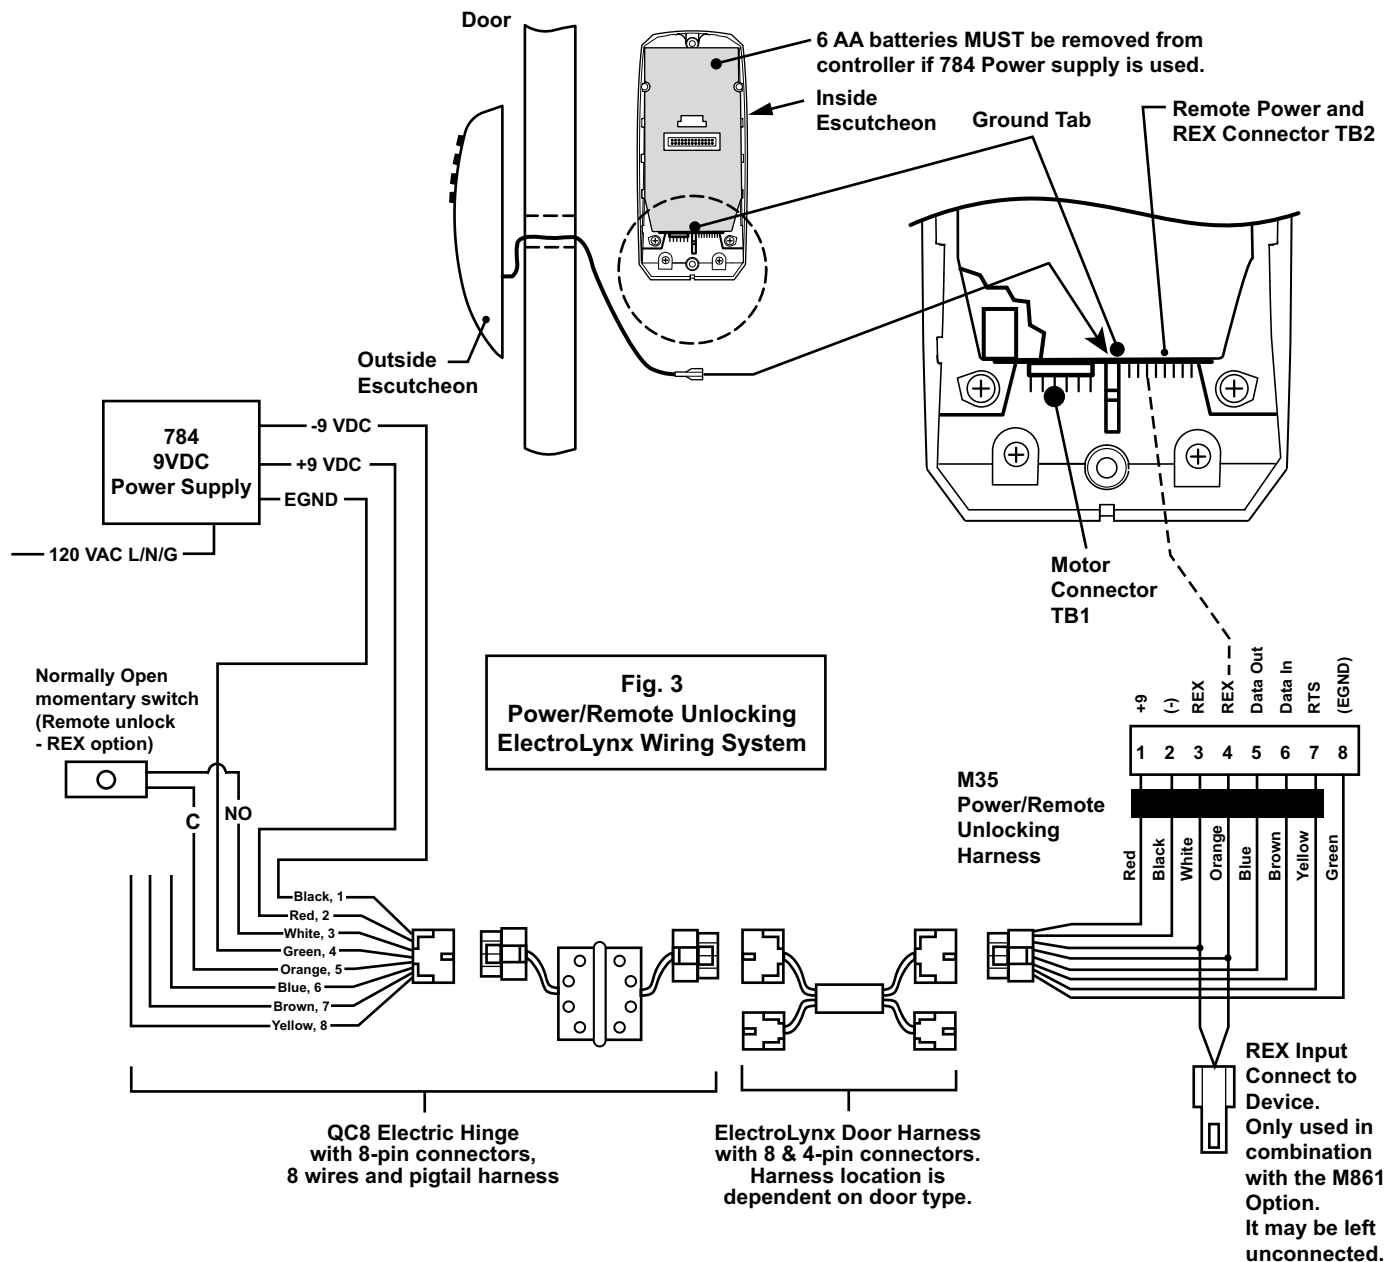 Door
6 AA batteries MUST be removed from
controller if 784 Power supply is used.
Inside
Escutcheon
Ground Tab
Remote Power and
REX Connector TB2
Outside
Escutcheon
784
9VDC
Power Supply
-9 VDC
+9 VDC
EGND
120 VAC L/N/G
Motor
Connector
TB1
Normally Open
momentary switch
(Remote unlock
- REX option)
C
NO
Fig. 3
Power/Remote Unlocking
ElectroLynx Wiring System
+9
(-)
REX
REX
Data Out
Data In
RTS
(EGND)
1 2 3 4 5 6 7 8
M35
Power/Remote
Unlocking
Harness
Red
Black
White
Orange
Blue
Brown
Yellow
Green
Black, 1
Red, 2
White, 3
Green, 4
Orange, 5
Blue, 6
Brown, 7
Yellow, 8
QC8 Electric Hinge
with 8-pin connectors,
8 wires and pigtail harness
ElectroLynx Door Harness
with 8 & 4-pin connectors.
Harness location is
dependent on door type.
REX Input
Connect to
Device.
Only used in
combination
with the M861
Option.
It may be left
unconnected.